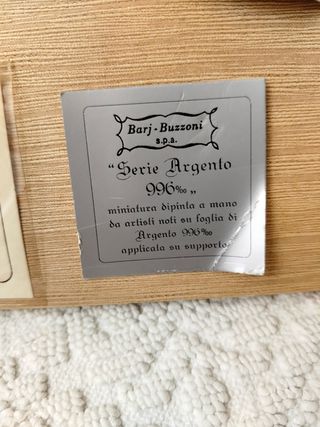 Barj-Buzzoni
s.p.a.
"Serie Argento
996‰ „
miniatura dipinta a mano
da artisti noti su foglia di
Argento 996‰
applicata su supporto